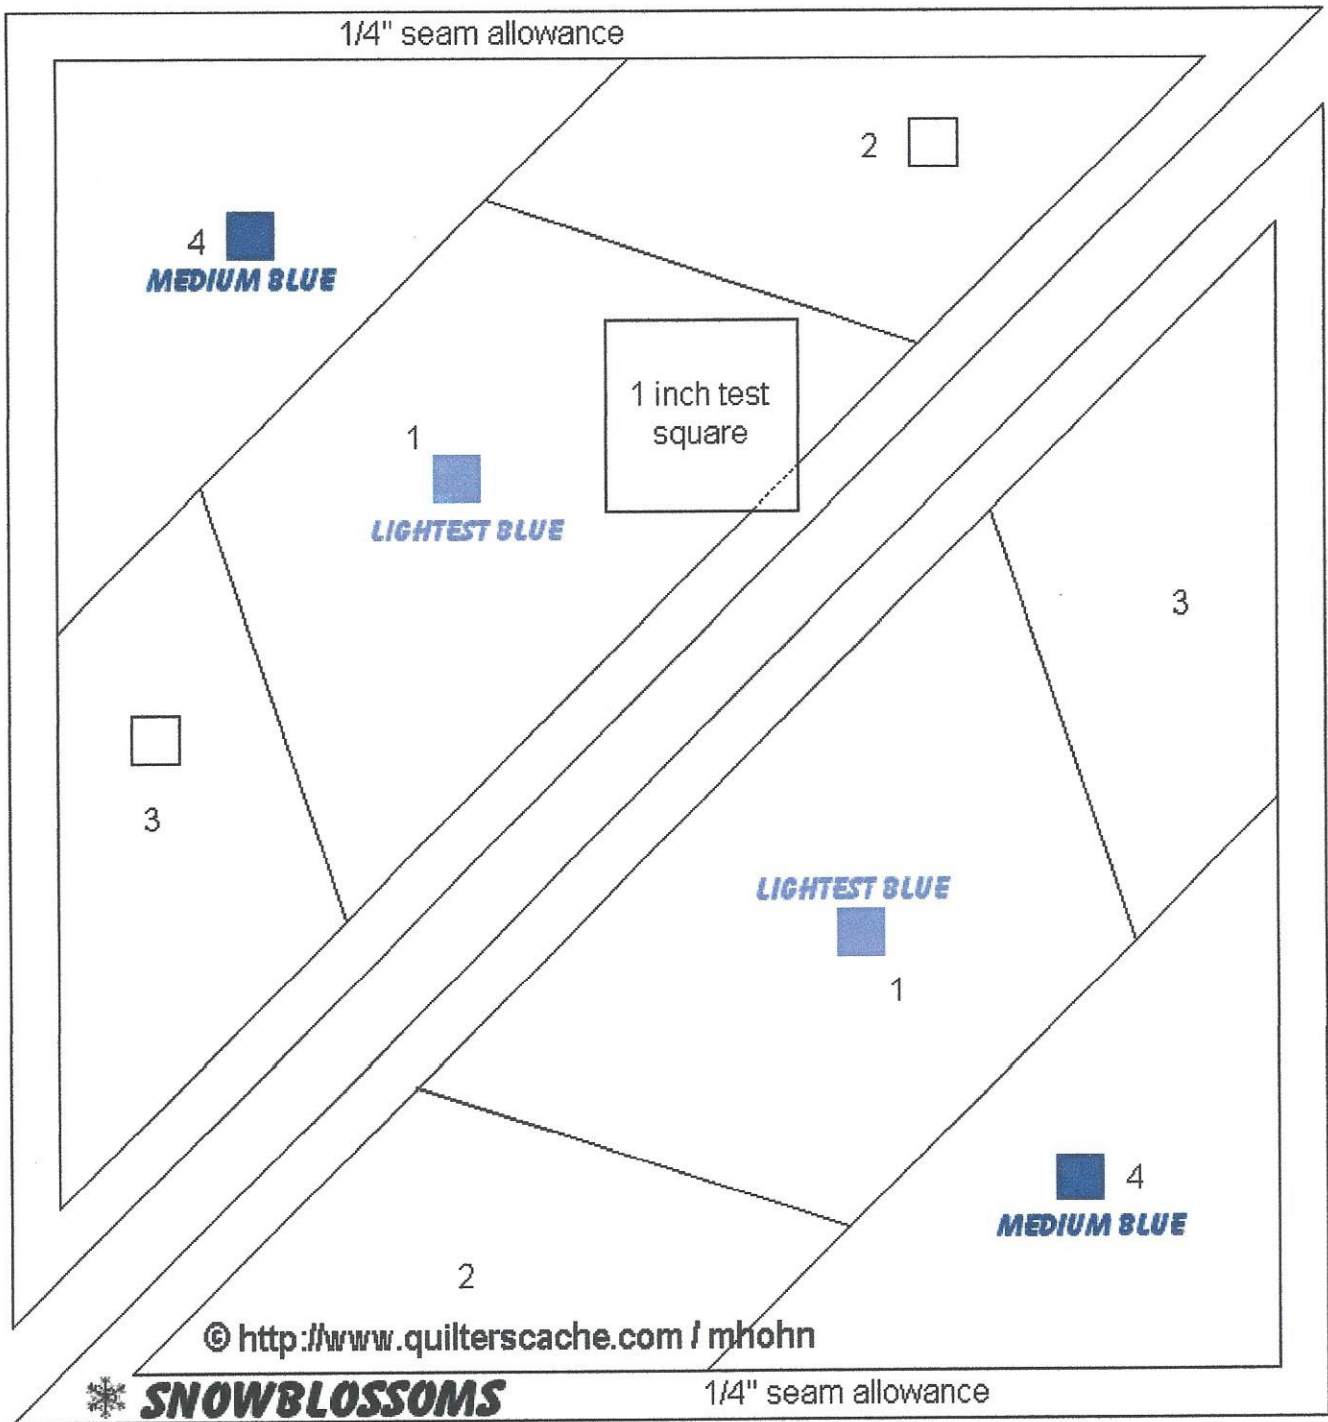 1/4" seam allowance
2
4
MEDIUM BLUE
1 inch test
square
1
LIGHTEST BLUE
3
3
LIGHTEST BLUE
1
4
MEDIUM BLUE
2
© http://www.quilterscache.com / mhohn
SNOWBLOSSOMS
1/4" seam allowance